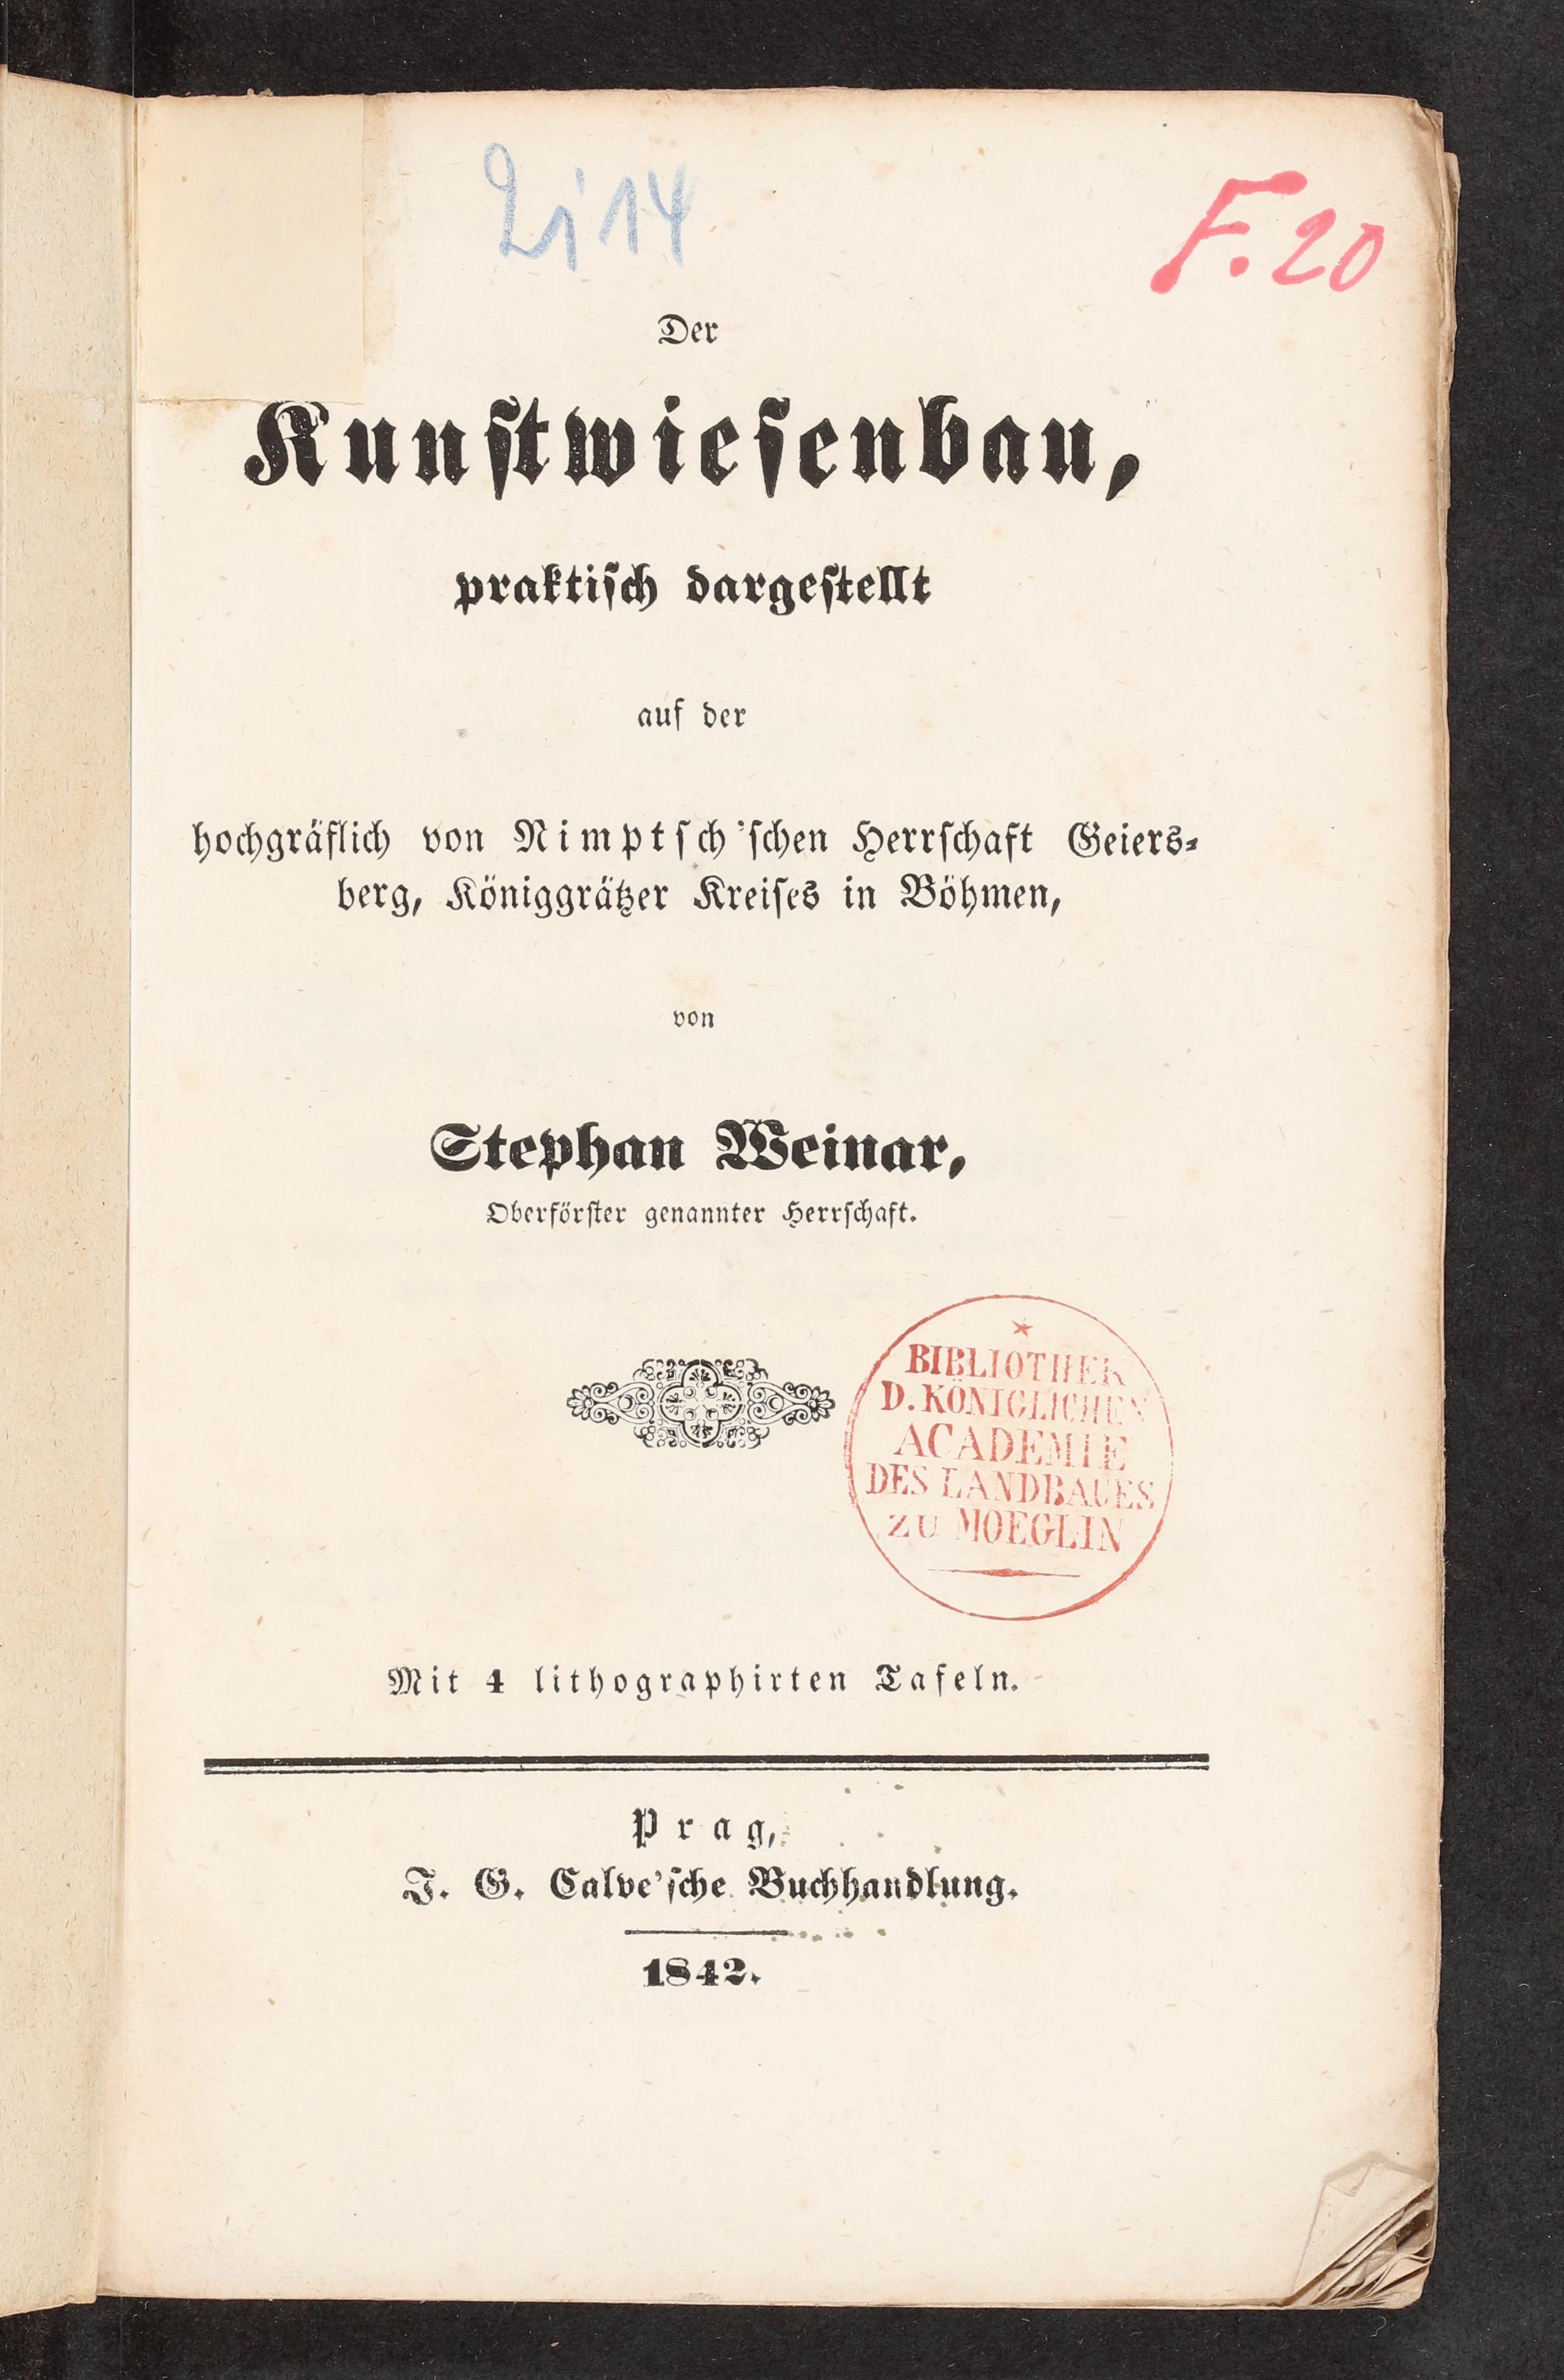 Li 14
F. 20
Der
Kunſtwieſenbau,
praktiſch dargeſtellt
auf der
hochgräflich von Nimptſch'ſchen Herrſchaft Geiers-
berg, Königgrätzer Kreiſes in Böhmen,
von
Stephan Weinar,
Oberförſter genannter Herrſchaft.
BIBLIOTHEK
D. KÖNIGLICHEN
ACADEMIE
DES LANDBAUES
ZU MOEGLIN
Mit 4 lithographirten Tafeln.
Prag,
J. G. Calve'ſche Buchhandlung.
1842.